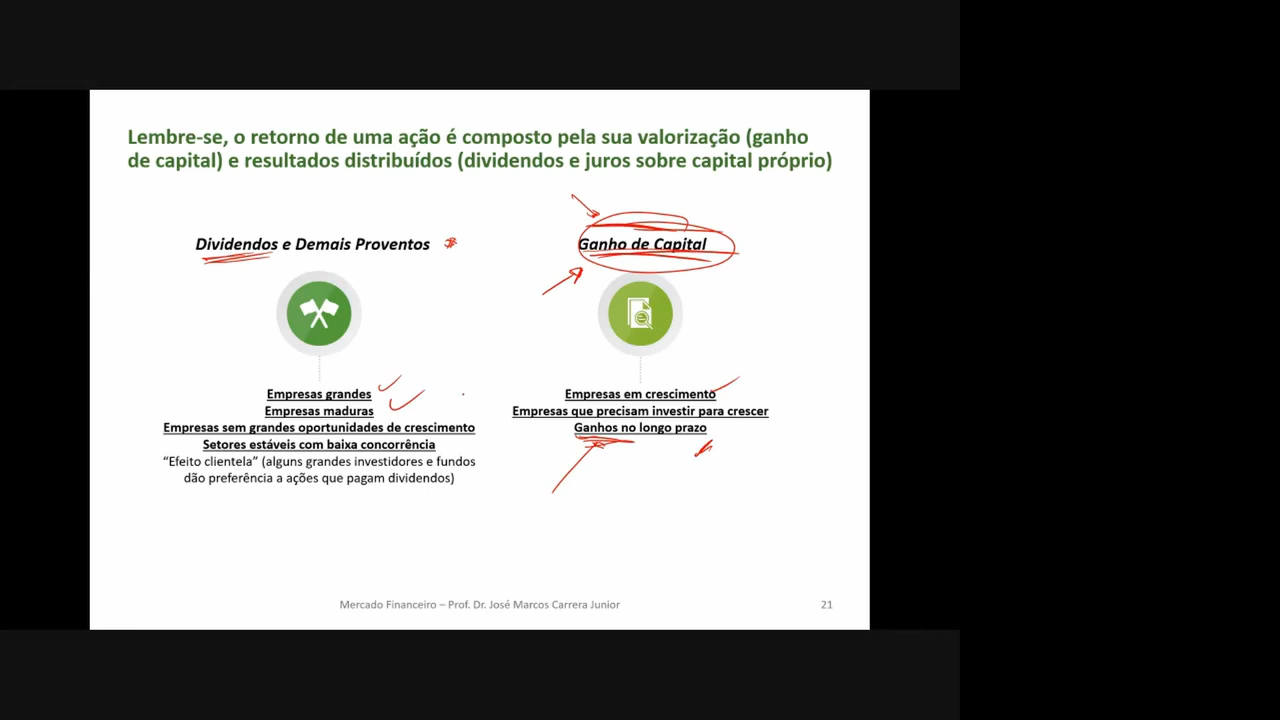 Lembre-se, o retorno de uma ação é composto pela sua valorização (ganho
de capital) e resultados distribuídos (dividendos e juros sobre capital próprio)
Dividendos e Demais Proventos
Empresas grandes
Empresas maduras
Empresas sem grandes oportunidades de crescimento
Setores estáveis com baixa concorrência
“Efeito clientela” (alguns grandes investidores e fundos
dão preferência a ações que pagam dividendos)
Ganho de Capital
Empresas em crescimento
Empresas que precisam investir para crescer
Ganhos no longo prazo
Mercado Financeiro – Prof. Dr. José Marcos Carrera Junior
21